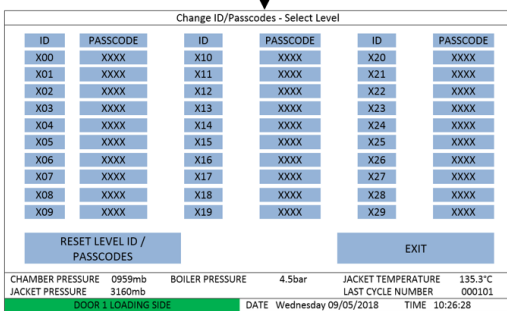 Change ID/Passcodes - Select Level
ID PASSCODE ID PASSCODE ID PASSCODE
X00 XXXX X10 XXXX X20 XXXX
X01 XXXX X11 XXXX X21 XXXX
X02 XXXX X12 XXXX X22 XXXX
X03 XXXX X13 XXXX X23 XXXX
X04 XXXX X14 XXXX X24 XXXX
X05 XXXX X15 XXXX X25 XXXX
X06 XXXX X16 XXXX X26 XXXX
X07 XXXX X17 XXXX X27 XXXX
X08 XXXX X18 XXXX X28 XXXX
X09 XXXX X19 XXXX X29 XXXX
RESET LEVEL ID /
PASSCODES
EXIT
CHAMBER PRESSURE 0959mb BOILER PRESSURE 4.5bar JACKET TEMPERATURE 135.3°C
JACKET PRESSURE 3160mb LAST CYCLE NUMBER 000101
DOOR 1 LOADING SIDE DATE Wednesday 09/05/2018 TIME 10:26:28